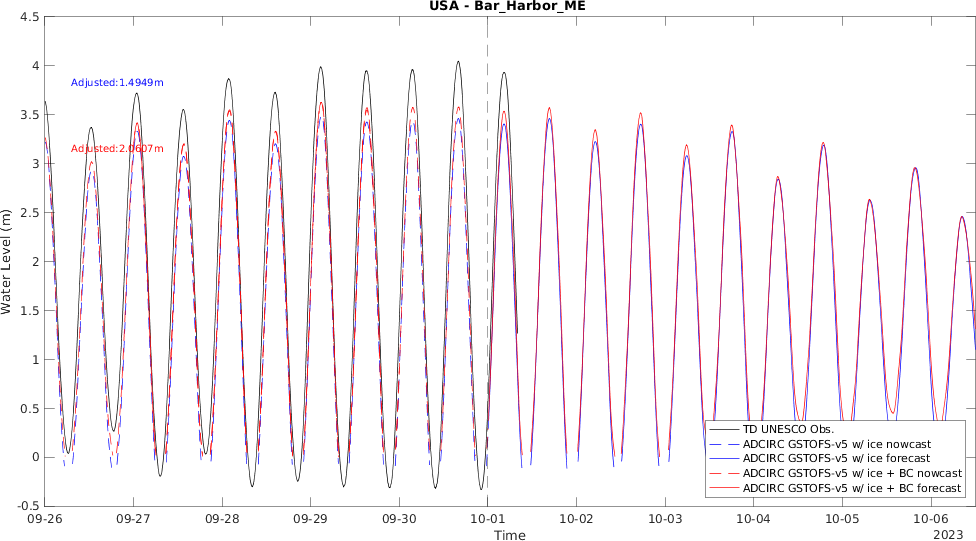 USA - Bar_Harbor_ME
4.5
4
3.5
3
2.5
2
1.5
1
0.5
0
-0.5
Water Level (m)
Adjusted:1.4949m
Adjusted:2.0607m
TD UNESCO Obs.
ADCIRC GSTOFS-v5 w/ ice nowcast
ADCIRC GSTOFS-v5 w/ ice forecast
ADCIRC GSTOFS-v5 w/ ice + BC nowcast
ADCIRC GSTOFS-v5 w/ ice + BC forecast
09-26 09-27 09-28 09-29 09-30 10-01 10-02 10-03 10-04 10-05 10-06
Time
2023